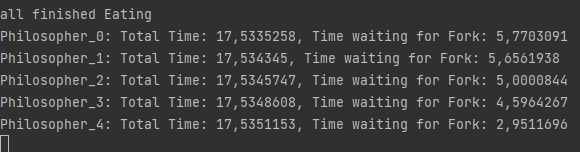 all finished Eating
Philosopher_0: Total Time: 17,5335258, Time waiting for Fork: 5,7703091
Philosopher_1: Total Time: 17,534345, Time waiting for Fork: 5,6561938
Philosopher_2: Total Time: 17,5345747, Time waiting for Fork: 5,0000844
Philosopher_3: Total Time: 17,5348608, Time waiting for Fork: 4,5964267
Philosopher_4: Total Time: 17,5351153, Time waiting for Fork: 2,9511696